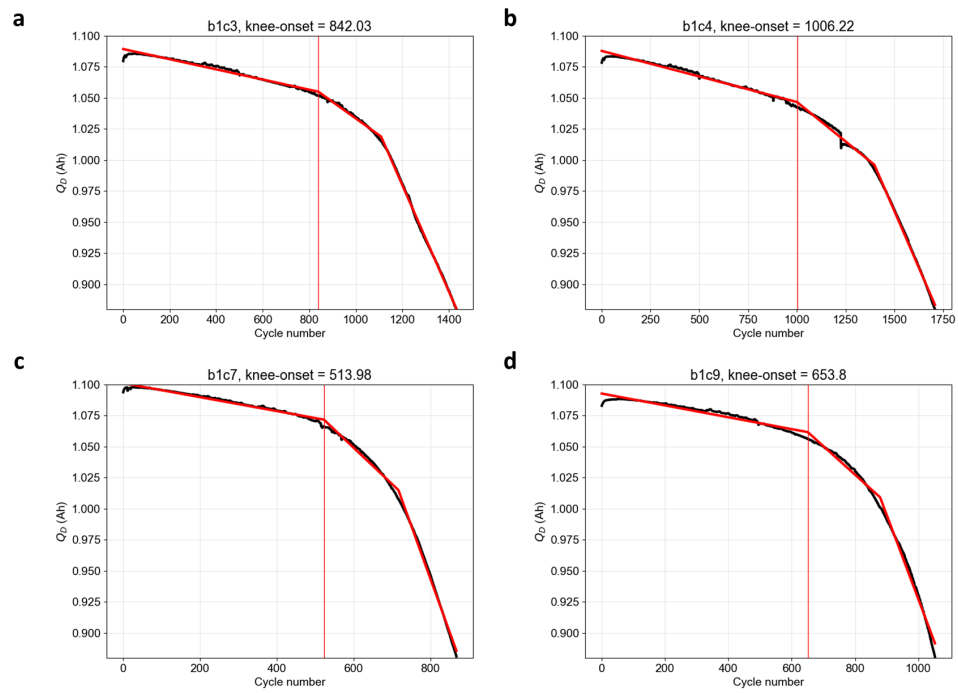 a
b1c3, knee-onset = 842.03
1.100
1.075
1.050
1.025
1.000
0.975
0.950
0.925
0.900
Q_D (Ah)
0 200 400 600 800 1000 1200 1400
Cycle number
b
b1c4, knee-onset = 1006.22
1.100
1.075
1.050
1.025
1.000
0.975
0.950
0.925
0.900
Q_D (Ah)
0 250 500 750 1000 1250 1500 1750
Cycle number
c
b1c7, knee-onset = 513.98
1.100
1.075
1.050
1.025
1.000
0.975
0.950
0.925
0.900
Q_D (Ah)
0 200 400 600 800
Cycle number
d
b1c9, knee-onset = 653.8
1.100
1.075
1.050
1.025
1.000
0.975
0.950
0.925
0.900
Q_D (Ah)
0 200 400 600 800 1000
Cycle number